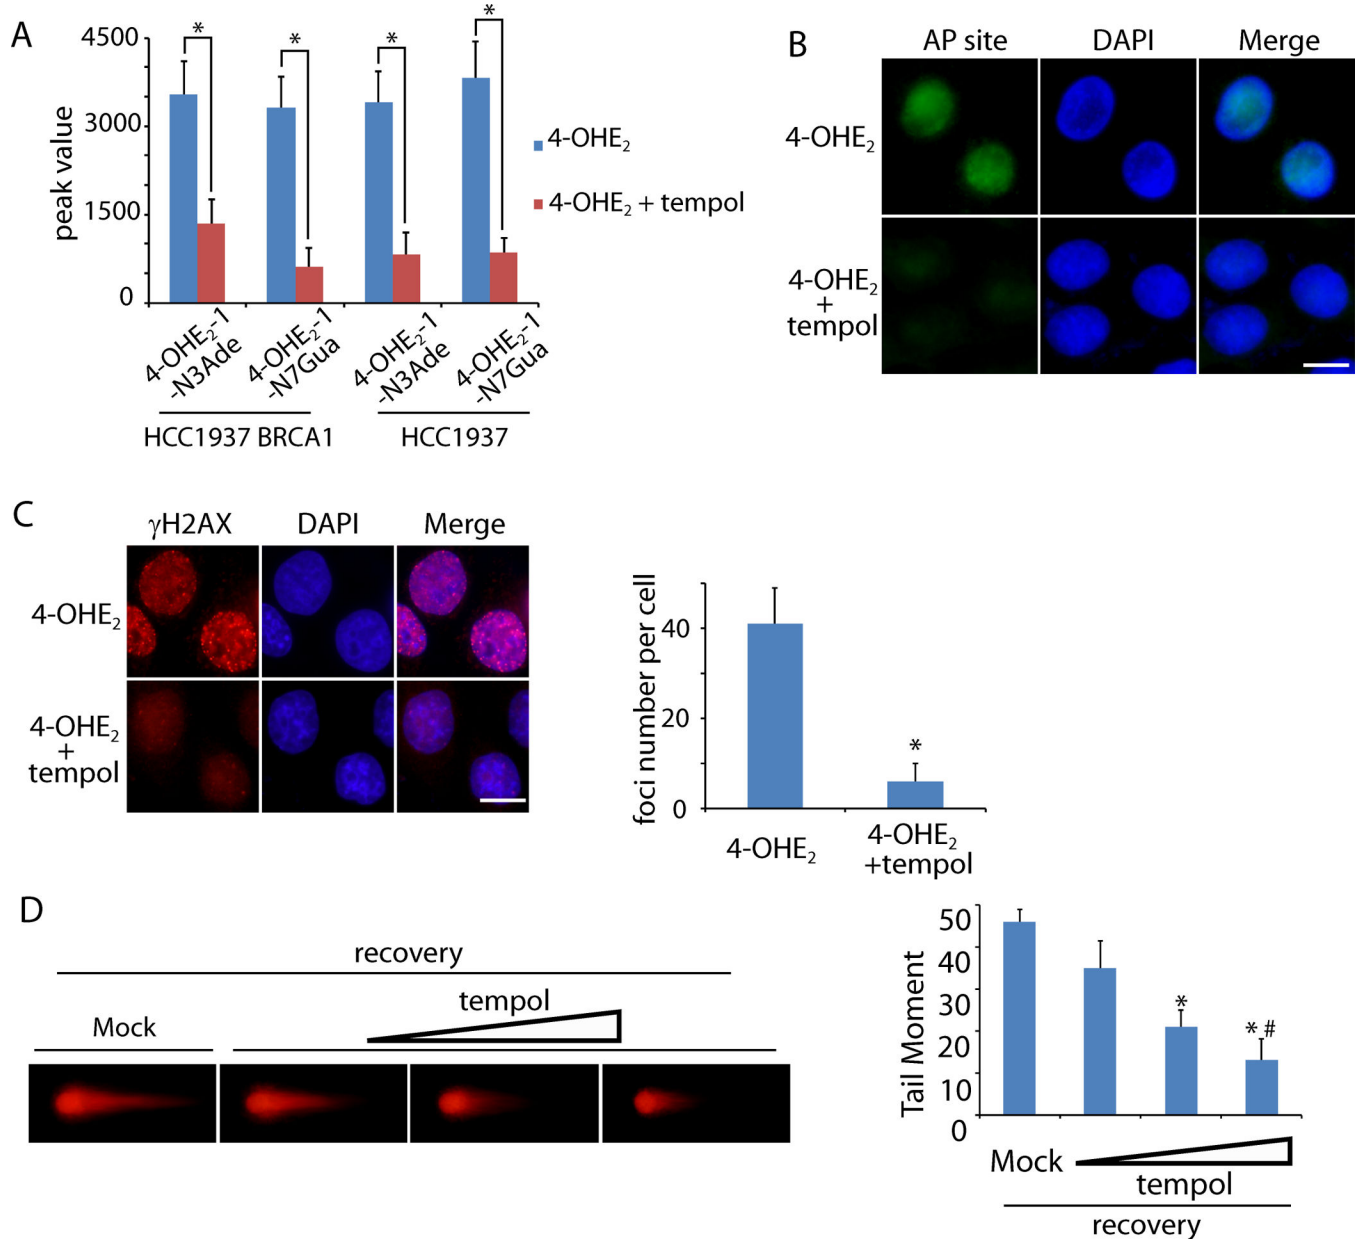 A
4500
3000
1500
0
peak value
*
*
*
*
4-OHE2
4-OHE2 + tempol
4-OHE2-1
-N3Ade
4-OHE2-1
-N7Gua
4-OHE2-1
-N3Ade
4-OHE2-1
-N7Gua
HCC1937 BRCA1
HCC1937
B
AP site
DAPI
Merge
4-OHE2
4-OHE2
+
tempol
C
γH2AX
DAPI
Merge
4-OHE2
4-OHE2
+
tempol
foci number per cell
40
20
0
*
4-OHE2
4-OHE2
+tempol
D
recovery
tempol
Mock
Tail Moment
50
40
30
20
10
0
*
* #
Mock
tempol
recovery